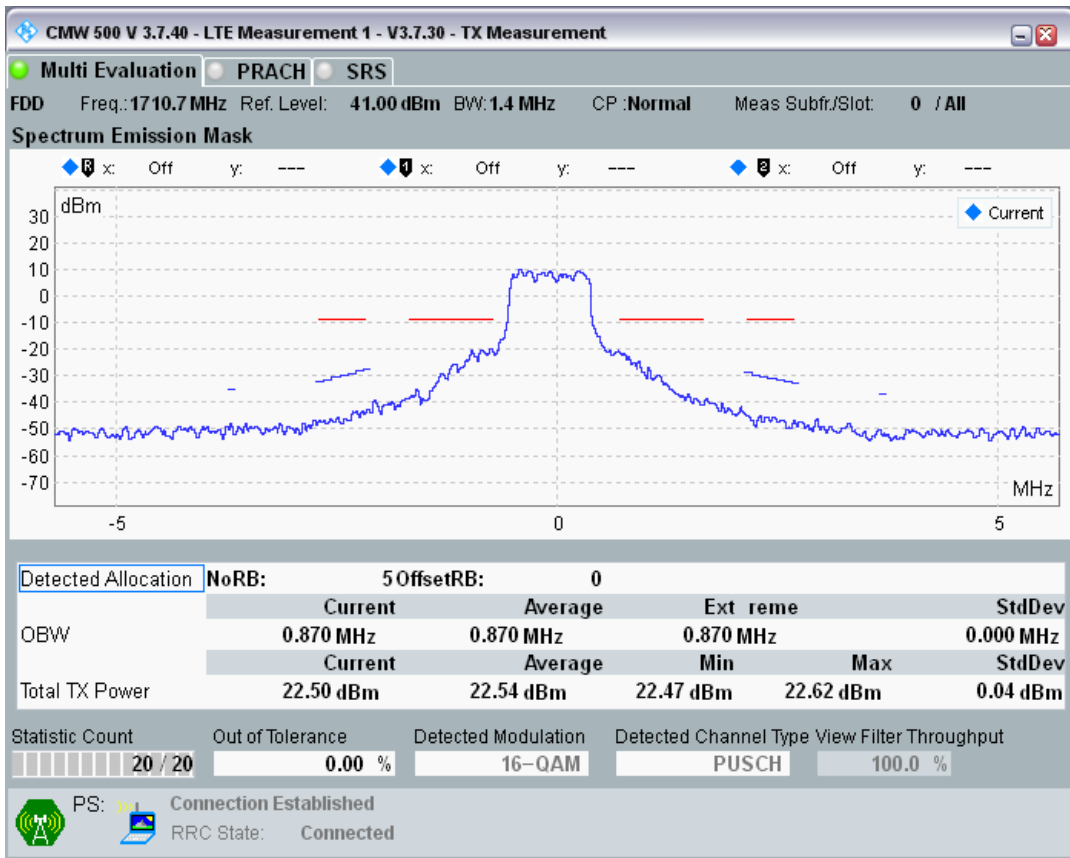 CMW 500 V 3.7.40 - LTE Measurement 1 - V3.7.30 - TX Measurement
Multi Evaluation PRACH SRS
FDD Freq.: 1710.7 MHz Ref. Level: 41.00 dBm BW: 1.4 MHz CP : Normal Meas Subfr./Slot: 0 / All
Spectrum Emission Mask
R x: Off y: --- 1 x: Off y: --- 2 x: Off y: ---
dBm
Current
30
20
10
0
-10
-20
-30
-40
-50
-60
-70
MHz
-5 0 5
Detected Allocation NoRB: 5 OffsetRB: 0
Current Average Ext reme StdDev
OBW 0.870 MHz 0.870 MHz 0.870 MHz 0.000 MHz
Current Average Min Max StdDev
Total TX Power 22.50 dBm 22.54 dBm 22.47 dBm 22.62 dBm 0.04 dBm
Statistic Count Out of Tolerance Detected Modulation Detected Channel Type View Filter Throughput
20 / 20 0.00 % 16-QAM PUSCH 100.0 %
PS: Connection Established
RRC State: Connected